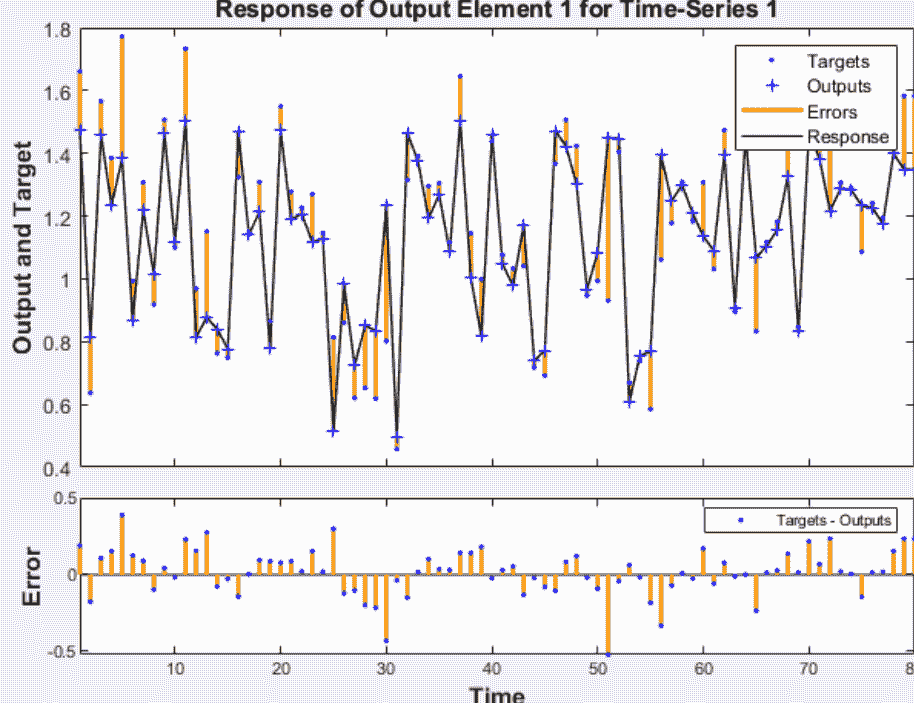 Response of Output Element 1 for Time-Series 1
Output and Target
1.8
1.6
1.4
1.2
1
0.8
0.6
0.4
Targets
Outputs
Errors
Response
Error
0.5
0
-0.5
Targets - Outputs
10 20 30 40 50 60 70 8
Time